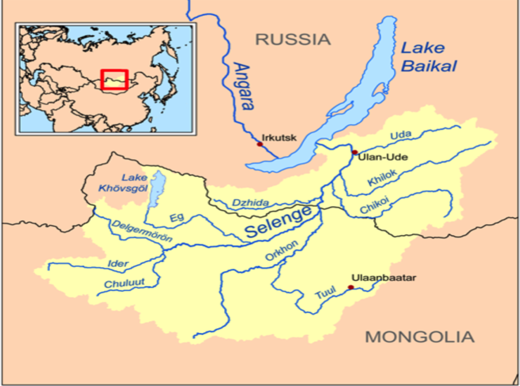 RUSSIA
Lake
Baikal
Angara
Irkutsk
Uda
Ulan-Ude
Lake
Khövsgöl
Khilok
Dzhida
Chikoi
Eg
Selenge
Delgermörön
Orkhon
Ider
Chuluut
Ulaanbaatar
Tuul
MONGOLIA